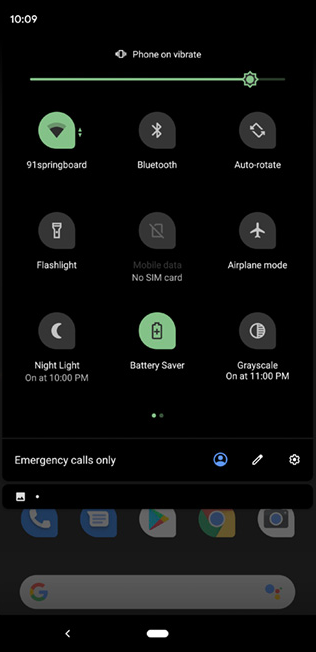 10:09
Phone on vibrate
91springboard
Bluetooth
Auto-rotate
Flashlight
Mobile data
No SIM card
Airplane mode
Night Light
On at 10:00 PM
Battery Saver
Grayscale
On at 11:00 PM
Emergency calls only